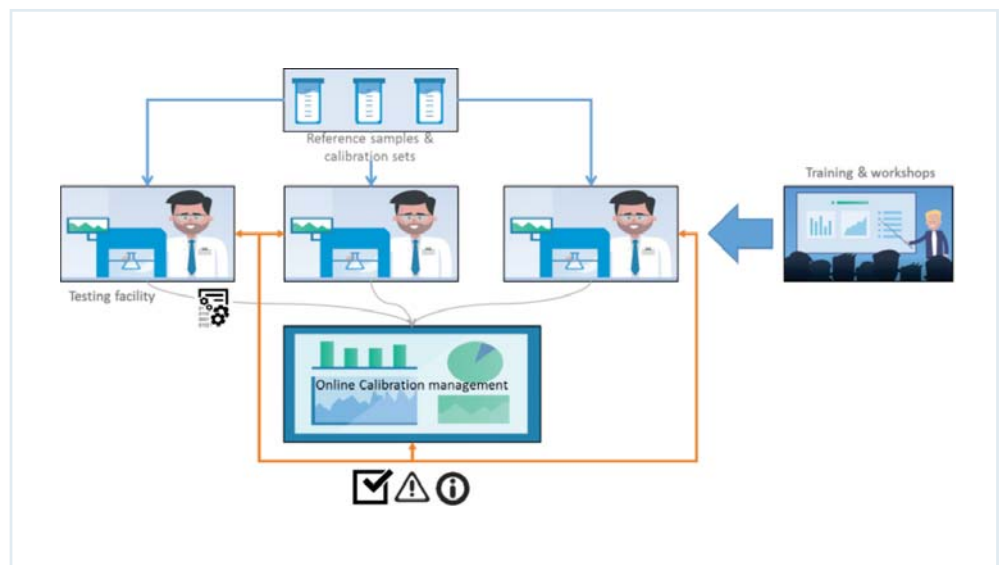 Reference samples &
calibration sets
Training & workshops
Testing facility
Online Calibration management